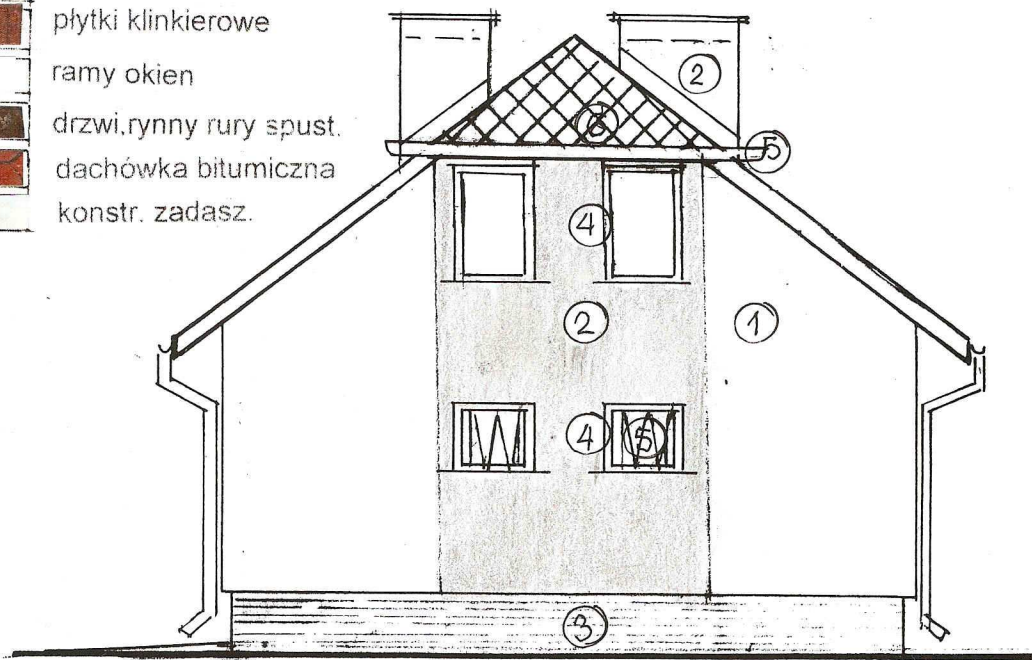 płytki klinkierowe
ramy okien
drzwi,rynny rury spust.
dachówka bitumiczna
konstr. zadasz.
2
6
5
4
2
1
4
5
3